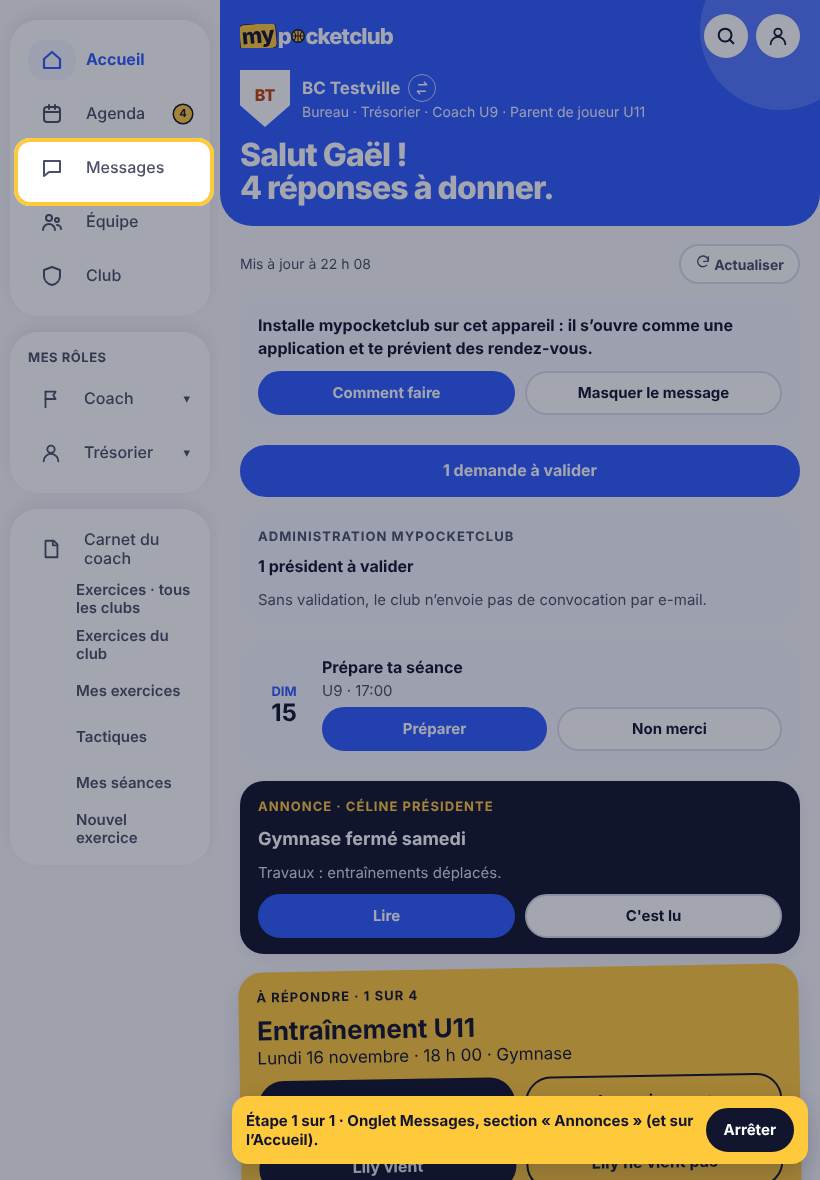 Accueil
Agenda
4
Messages
Équipe
Club
MES RÔLES
Coach
Trésorier
Carnet du
coach
Exercices · tous
les clubs
Exercices du
club
Mes exercices
Tactiques
Mes séances
Nouvel
exercice
mypocketclub
BT
BC Testville
Bureau · Trésorier · Coach U9 · Parent de joueur U11
Salut Gaël !
4 réponses à donner.
Mis à jour à 22 h 08
Actualiser
Installe mypocketclub sur cet appareil : il s’ouvre comme une
application et te prévient des rendez-vous.
Comment faire
Masquer le message
1 demande à valider
ADMINISTRATION MYPOCKETCLUB
1 président à valider
Sans validation, le club n’envoie pas de convocation par e-mail.
DIM
15
Prépare ta séance
U9 · 17:00
Préparer
Non merci
ANNONCE · CÉLINE PRÉSIDENTE
Gymnase fermé samedi
Travaux : entraînements déplacés.
Lire
C'est lu
À RÉPONDRE · 1 SUR 4
Entraînement U11
Lundi 16 novembre · 18 h 00 · Gymnase
Étape 1 sur 1 · Onglet Messages, section « Annonces » (et sur
l’Accueil).
Arrêter
Lily vient
Lily ne vient pas